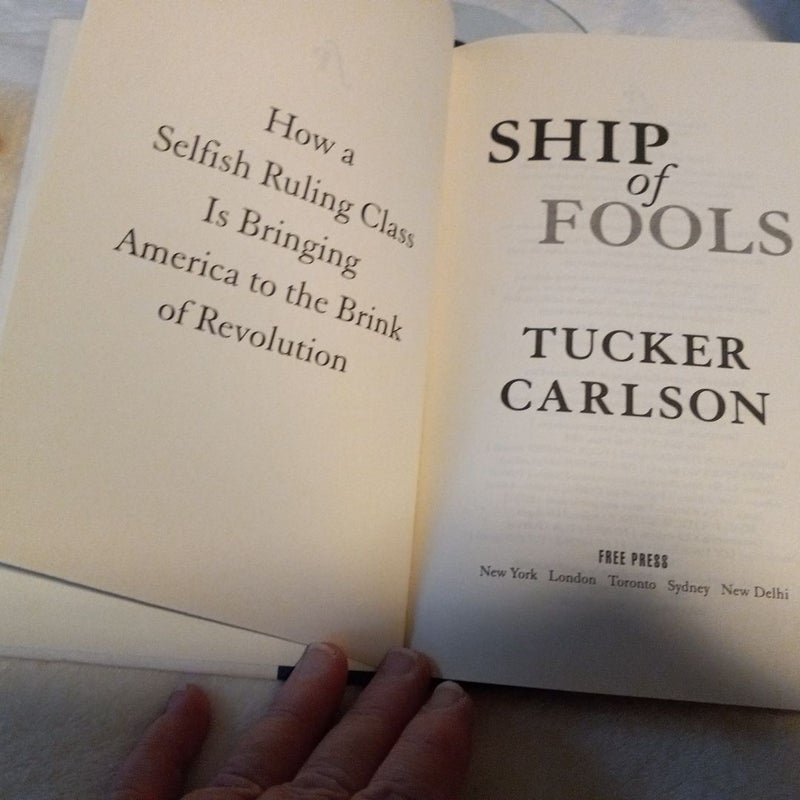 How a
Selfish Ruling Class
Is Bringing
America to the Brink
of Revolution
SHIP
of
FOOLS
TUCKER
CARLSON
FREE PRESS
New York London Toronto Sydney New Delhi